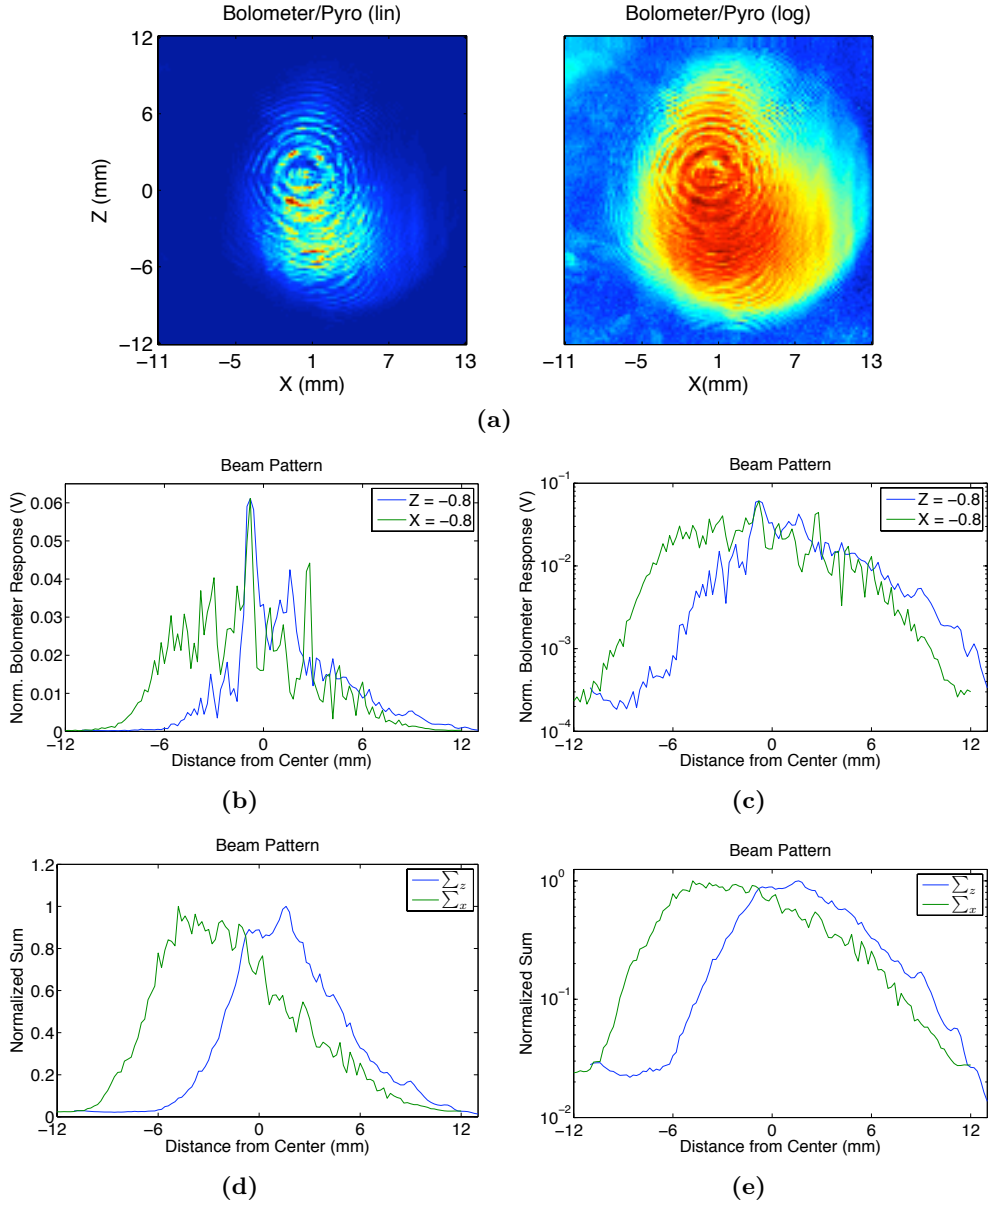 Bolometer/Pyro (lin)
Bolometer/Pyro (log)
12
6
0
−6
−12
Z (mm)
−11 −5 1 7 13
X (mm)
−11 −5 1 7 13
X(mm)
(a)
Beam Pattern
Norm. Bolometer Response (V)
0.06
0.05
0.04
0.03
0.02
0.01
0
−12 −6 0 6 12
Distance from Center (mm)
Z = −0.8
X = −0.8
(b)
Beam Pattern
Norm. Bolometer Response (V)
10−1
10−2
10−3
10−4
−12 −6 0 6 12
Distance from Center (mm)
Z = −0.8
X = −0.8
(c)
Beam Pattern
Normalized Sum
1.2
1
0.8
0.6
0.4
0.2
0
−12 −6 0 6 12
Distance from Center (mm)
∑z
∑x
(d)
Beam Pattern
Normalized Sum
100
10−1
10−2
−12 −6 0 6 12
Distance from Center (mm)
∑z
∑x
(e)